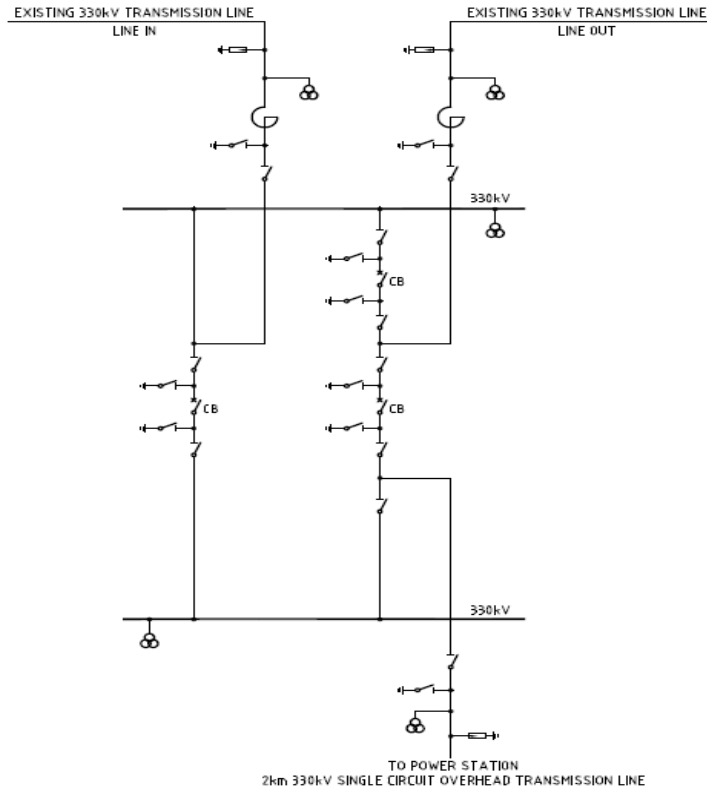 EXISTING 330kV TRANSMISSION LINE
LINE IN
EXISTING 330kV TRANSMISSION LINE
LINE OUT
330kV
CB
CB
CB
330kV
TO POWER STATION
2km 330kV SINGLE CIRCUIT OVERHEAD TRANSMISSION LINE